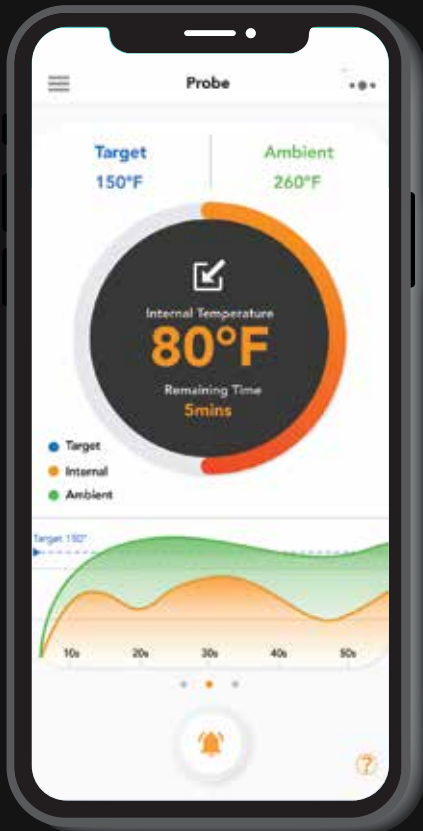 Probe
Target
150°F
Ambient
260°F
Internal Temperature
80°F
Remaining Time
5mins
Target
Internal
Ambient
Target 150°
10s
20s
30s
40s
50s
?